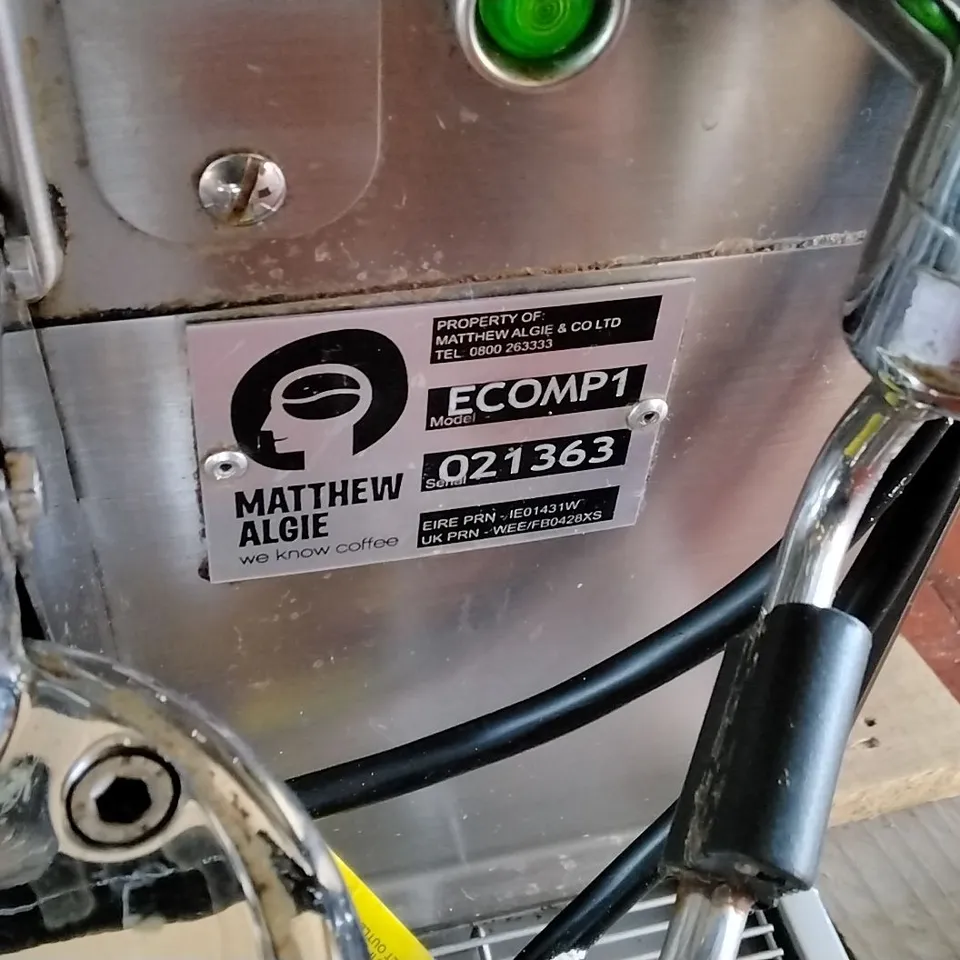 PROPERTY OF:
MATTHEW ALGIE & CO LTD
TEL 0800 263333
Model ECOMP1
Serial 021363
EIRE PRN - IE01431W
UK PRN - WEE/FB0428XS
MATTHEW
ALGIE
we know coffee